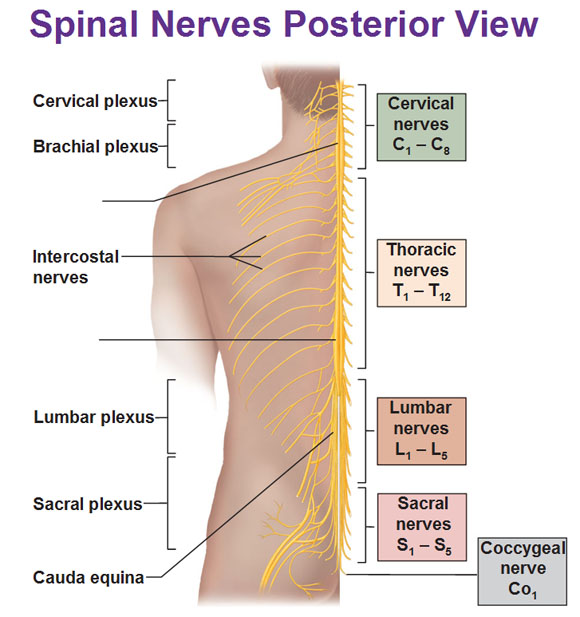 Spinal Nerves Posterior View
Cervical plexus
Brachial plexus
Intercostal
nerves
Lumbar plexus
Sacral plexus
Cauda equina
Cervical
nerves
C₁ – C₈
Thoracic
nerves
T₁ – T₁₂
Lumbar
nerves
L₁ – L₅
Sacral
nerves
S₁ – S₅
Coccygeal
nerve
Co₁